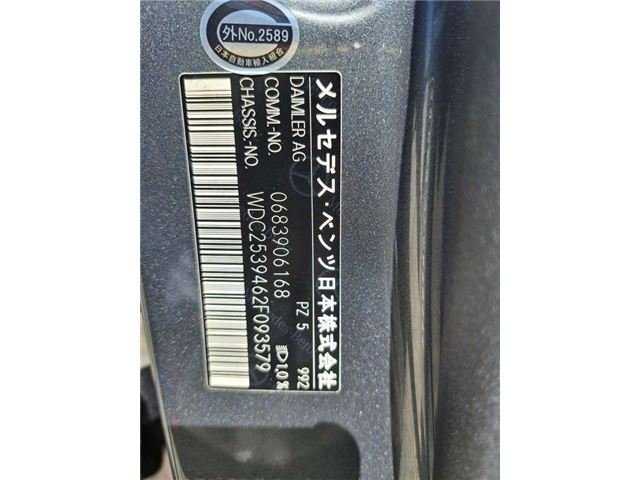 外No.2589
日本自動車輸入組合
メルセデス・ベンツ日本株式会社
DAIMLER AG 992
COMM.-NO. 0683906168 PZ 5 1,0%
CHASSIS.-NO. WDC2539462F093579